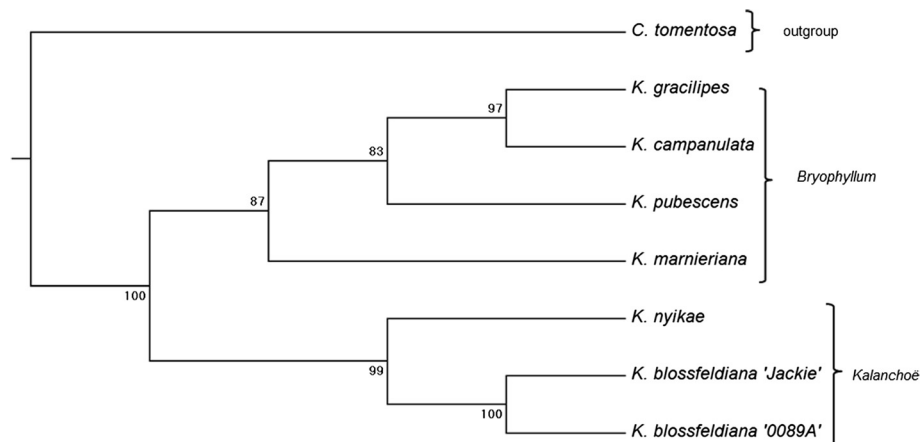 C. tomentosa
outgroup
K. gracilipes
97
K. campanulata
83
Bryophyllum
K. pubescens
87
K. marnieriana
100
K. nyikae
99
K. blossfeldiana 'Jackie'
Kalanchoë
100
K. blossfeldiana '0089A'